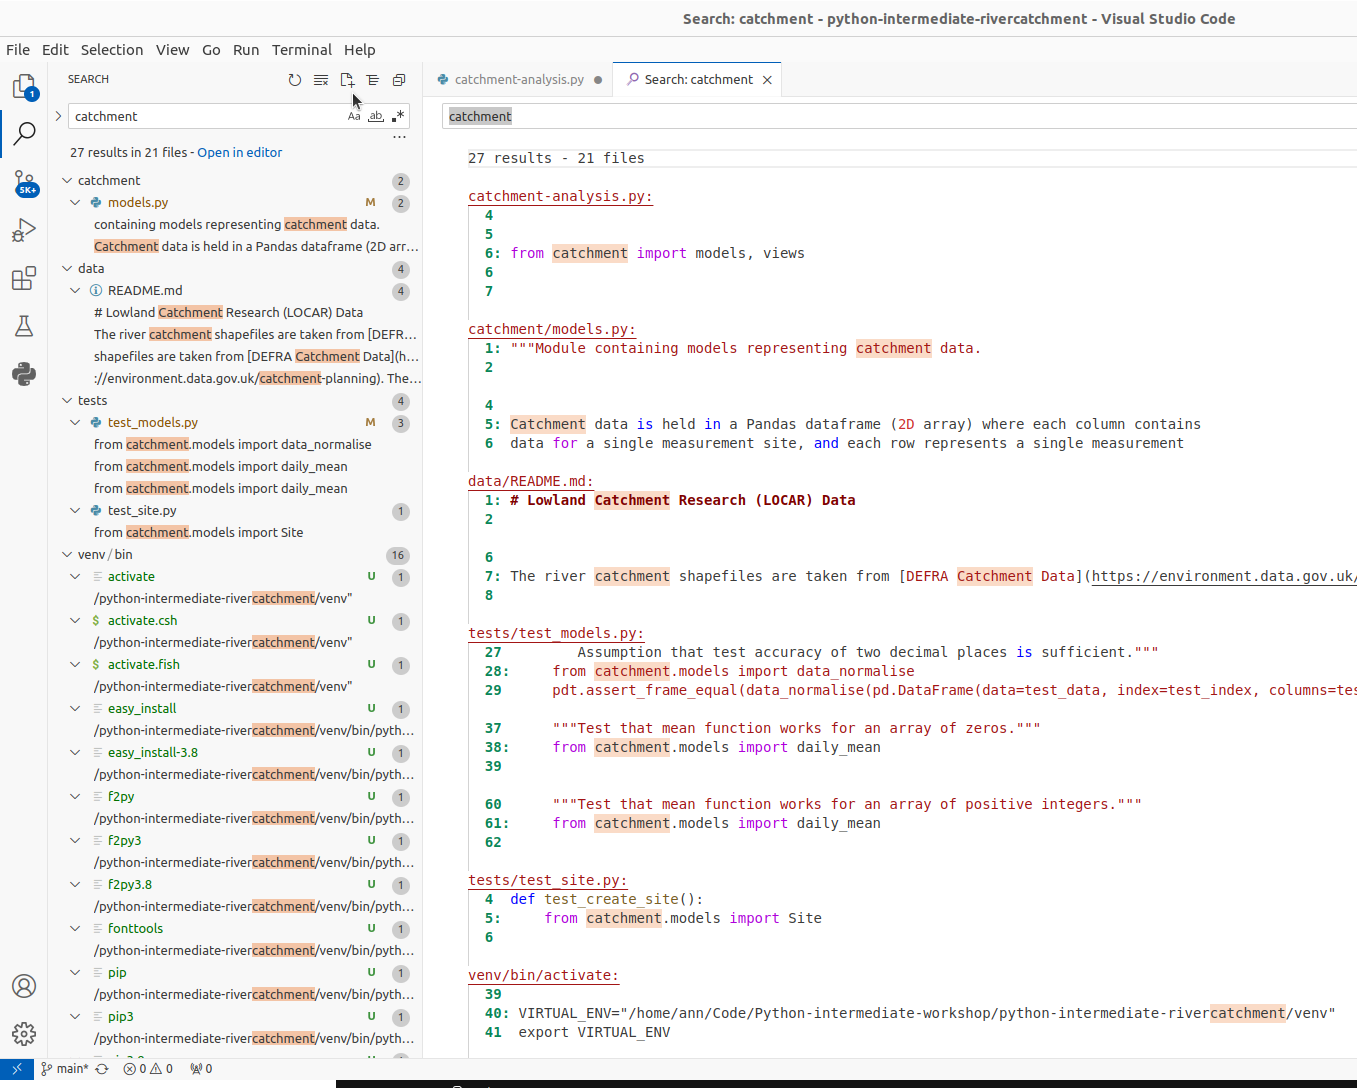 Search: catchment - python-intermediate-rivercatchment - Visual Studio Code
File Edit Selection View Go Run Terminal Help
SEARCH
catchment
Aa ab .*
27 results in 21 files - Open in editor
catchment 2
models.py M 2
containing models representing catchment data.
Catchment data is held in a Pandas dataframe (2D arr...
data 4
README.md 4
# Lowland Catchment Research (LOCAR) Data
The river catchment shapefiles are taken from [DEFR...
shapefiles are taken from [DEFRA Catchment Data](h...
://environment.data.gov.uk/catchment-planning). The...
tests 4
test_models.py M 3
from catchment.models import data_normalise
from catchment.models import daily_mean
from catchment.models import daily_mean
test_site.py 1
from catchment.models import Site
venv/bin 16
activate U 1
/python-intermediate-rivercatchment/venv"
activate.csh U 1
/python-intermediate-rivercatchment/venv"
activate.fish U 1
/python-intermediate-rivercatchment/venv"
easy_install U 1
/python-intermediate-rivercatchment/venv/bin/pyth...
easy_install-3.8 U 1
/python-intermediate-rivercatchment/venv/bin/pyth...
f2py U 1
/python-intermediate-rivercatchment/venv/bin/pyth...
f2py3 U 1
/python-intermediate-rivercatchment/venv/bin/pyth...
f2py3.8 U 1
/python-intermediate-rivercatchment/venv/bin/pyth...
fonttools U 1
/python-intermediate-rivercatchment/venv/bin/pyth...
pip U 1
/python-intermediate-rivercatchment/venv/bin/pyth...
pip3 U 1
/python-intermediate-rivercatchment/venv/bin/pyth...
1
5K+
catchment-analysis.py
Search: catchment
catchment
27 results - 21 files
catchment-analysis.py:
4
5
6: from catchment import models, views
6
7
catchment/models.py:
1: """Module containing models representing catchment data.
2
4
5: Catchment data is held in a Pandas dataframe (2D array) where each column contains
6 data for a single measurement site, and each row represents a single measurement
data/README.md:
1: # Lowland Catchment Research (LOCAR) Data
2
6
7: The river catchment shapefiles are taken from [DEFRA Catchment Data](https://environment.data.gov.uk/
8
tests/test_models.py:
27 Assumption that test accuracy of two decimal places is sufficient."""
28: from catchment.models import data_normalise
29 pdt.assert_frame_equal(data_normalise(pd.DataFrame(data=test_data, index=test_index, columns=tes
37 """Test that mean function works for an array of zeros."""
38: from catchment.models import daily_mean
39
60 """Test that mean function works for an array of positive integers."""
61: from catchment.models import daily_mean
62
tests/test_site.py:
4 def test_create_site():
5: from catchment.models import Site
6
venv/bin/activate:
39
40: VIRTUAL_ENV="/home/ann/Code/Python-intermediate-workshop/python-intermediate-rivercatchment/venv"
41 export VIRTUAL_ENV
main* 0 0 0